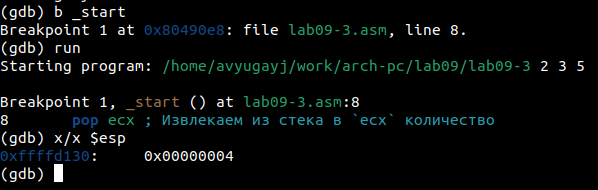 (gdb) b _start
Breakpoint 1 at 0x80490e8: file lab09-3.asm, line 8.
(gdb) run
Starting program: /home/avyugayj/work/arch-pc/lab09/lab09-3 2 3 5
Breakpoint 1, _start () at lab09-3.asm:8
8       pop ecx ; Извлекаем из стека в `ecx` количество
(gdb) x/x $esp
0xffffd130:     0x00000004
(gdb)